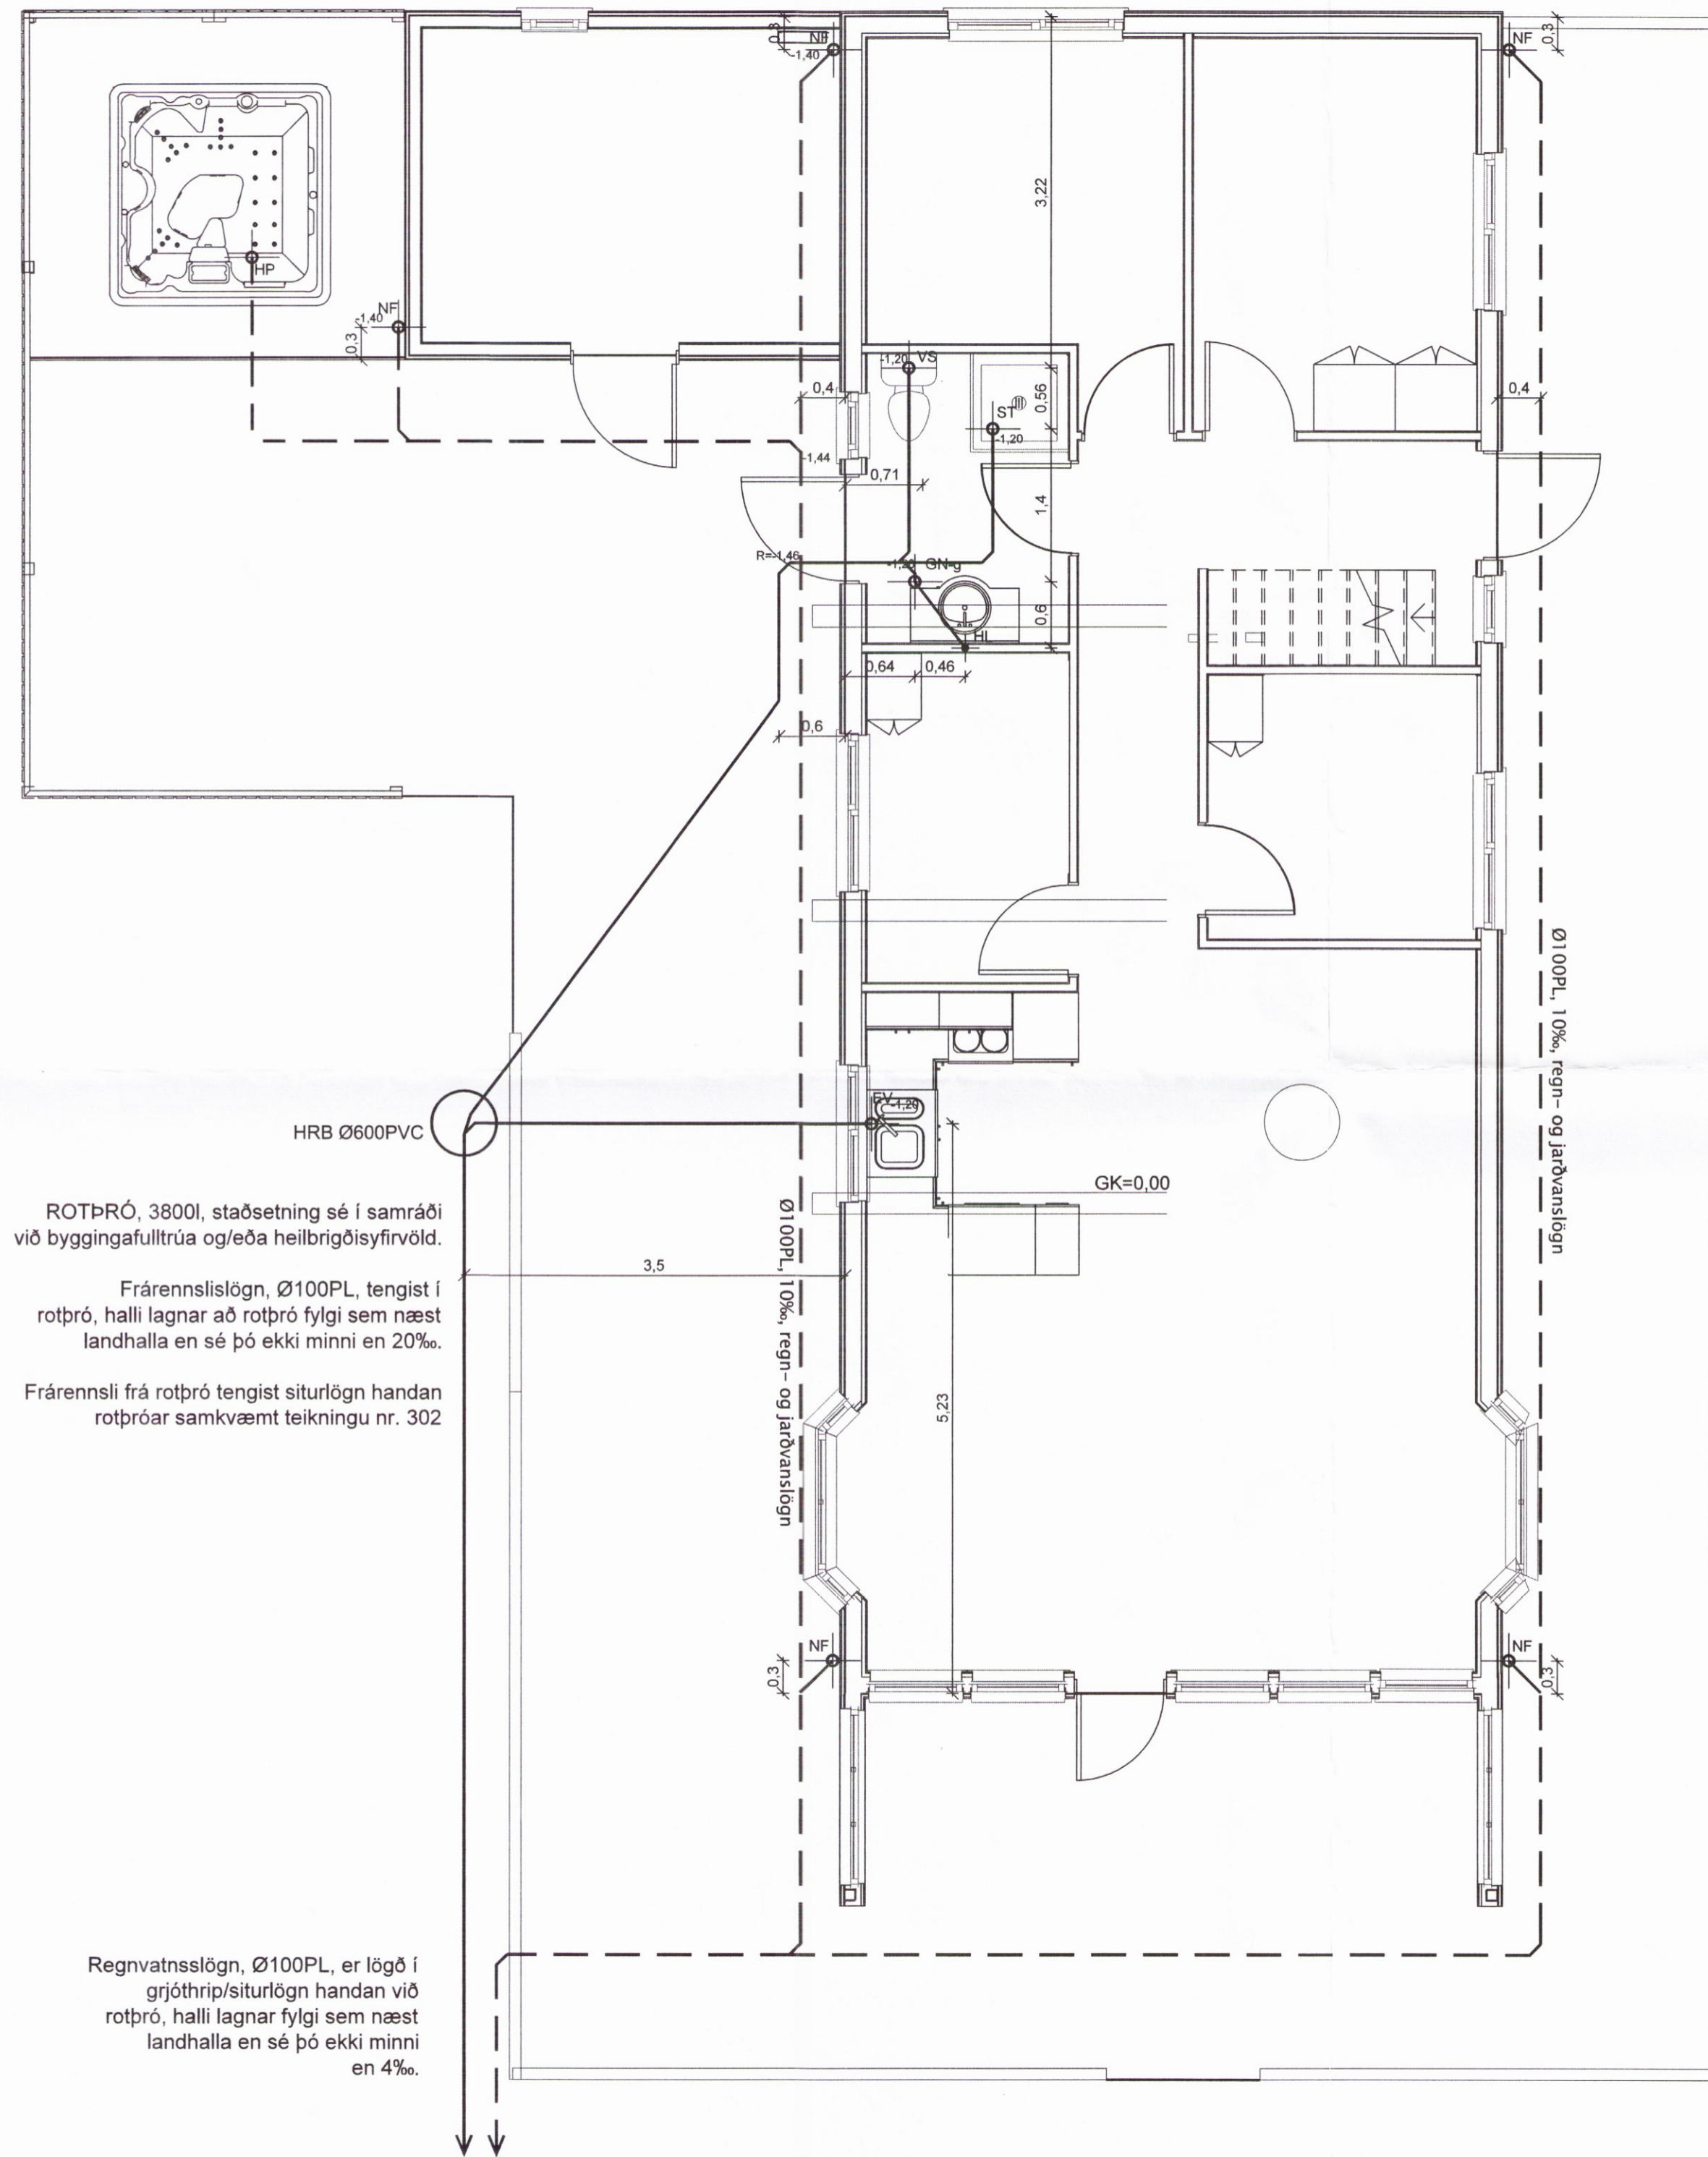 0,3
NF
-1,40
NF
0,3
3,22
HP
NF
-1,40
0,3
-1,20
VS
0,4
0,56
ST
-1,20
0,4
-1,44
0,71
1,4
R=-1,46
GN-g
0,6
HL
0,64
0,46
0,6
Ø100PL, 10‰, regn- og jarðvanslögn
EV
-1,20
HRB Ø600PVC
GK=0,00
ROTÞRÓ, 3800l, staðsetning sé í samráði
við byggingafulltrúa og/eða heilbrigðisyfirvöld.
3,5
Frárennslislögn, Ø100PL, tengist í
rotþró, halli lagnar að rotþró fylgi sem næst
landhalla en sé þó ekki minni en 20‰.
Ø100PL, 10‰, regn- og jarðvanslögn
Frárennsli frá rotþró tengist siturlögn handan
rotþróar samkvæmt teikningu nr. 302
5,23
NF
0,3
NF
0,3
Regnvatnsslögn, Ø100PL, er lögð í
grjóthrip/siturlögn handan við
rotþró, halli lagnar fylgi sem næst
landhalla en sé þó ekki minni
en 4‰.